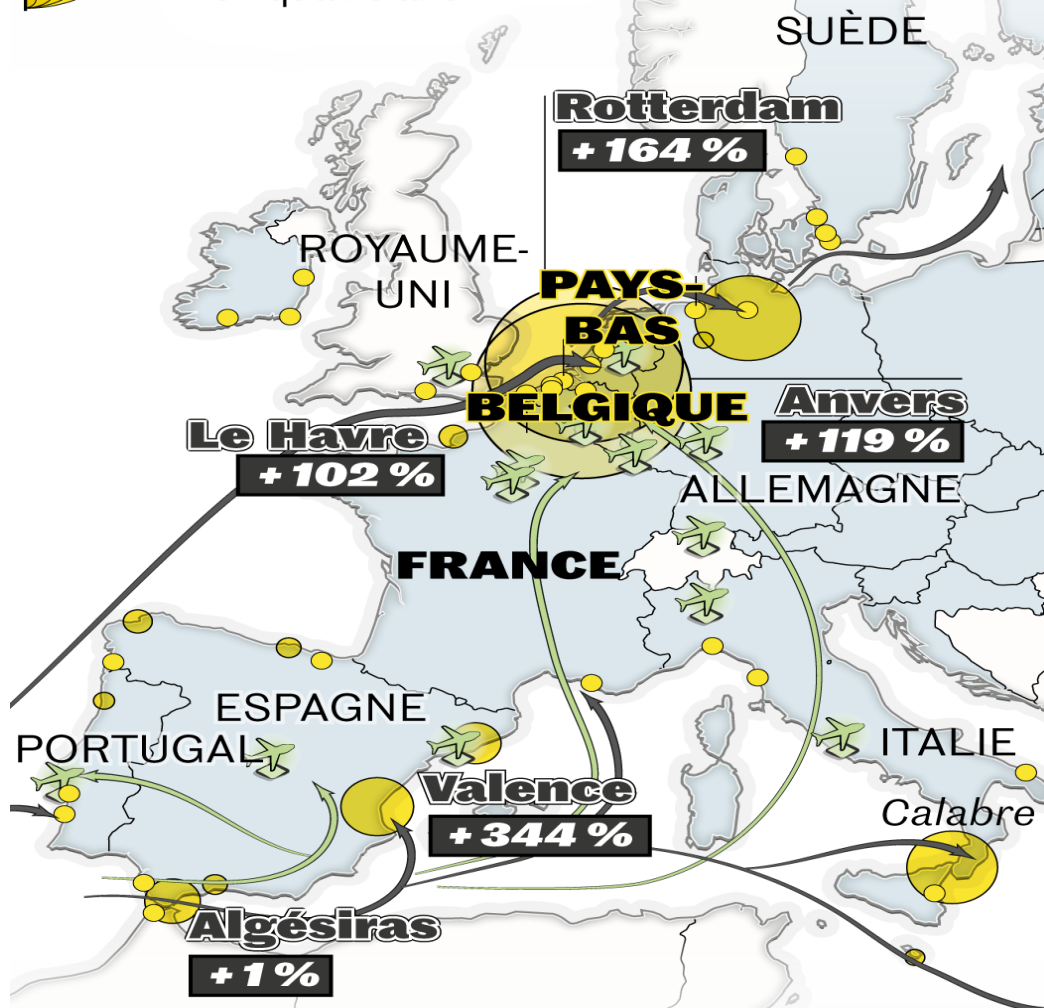 SUÈDE
Rotterdam
+ 164 %
ROYAUME-
UNI
PAYS-
BAS
BELGIQUE
Anvers
+ 119 %
Le Havre
+ 102 %
ALLEMAGNE
FRANCE
ESPAGNE
PORTUGAL
ITALIE
Valence
+ 344 %
Calabre
Algésiras
+ 1 %